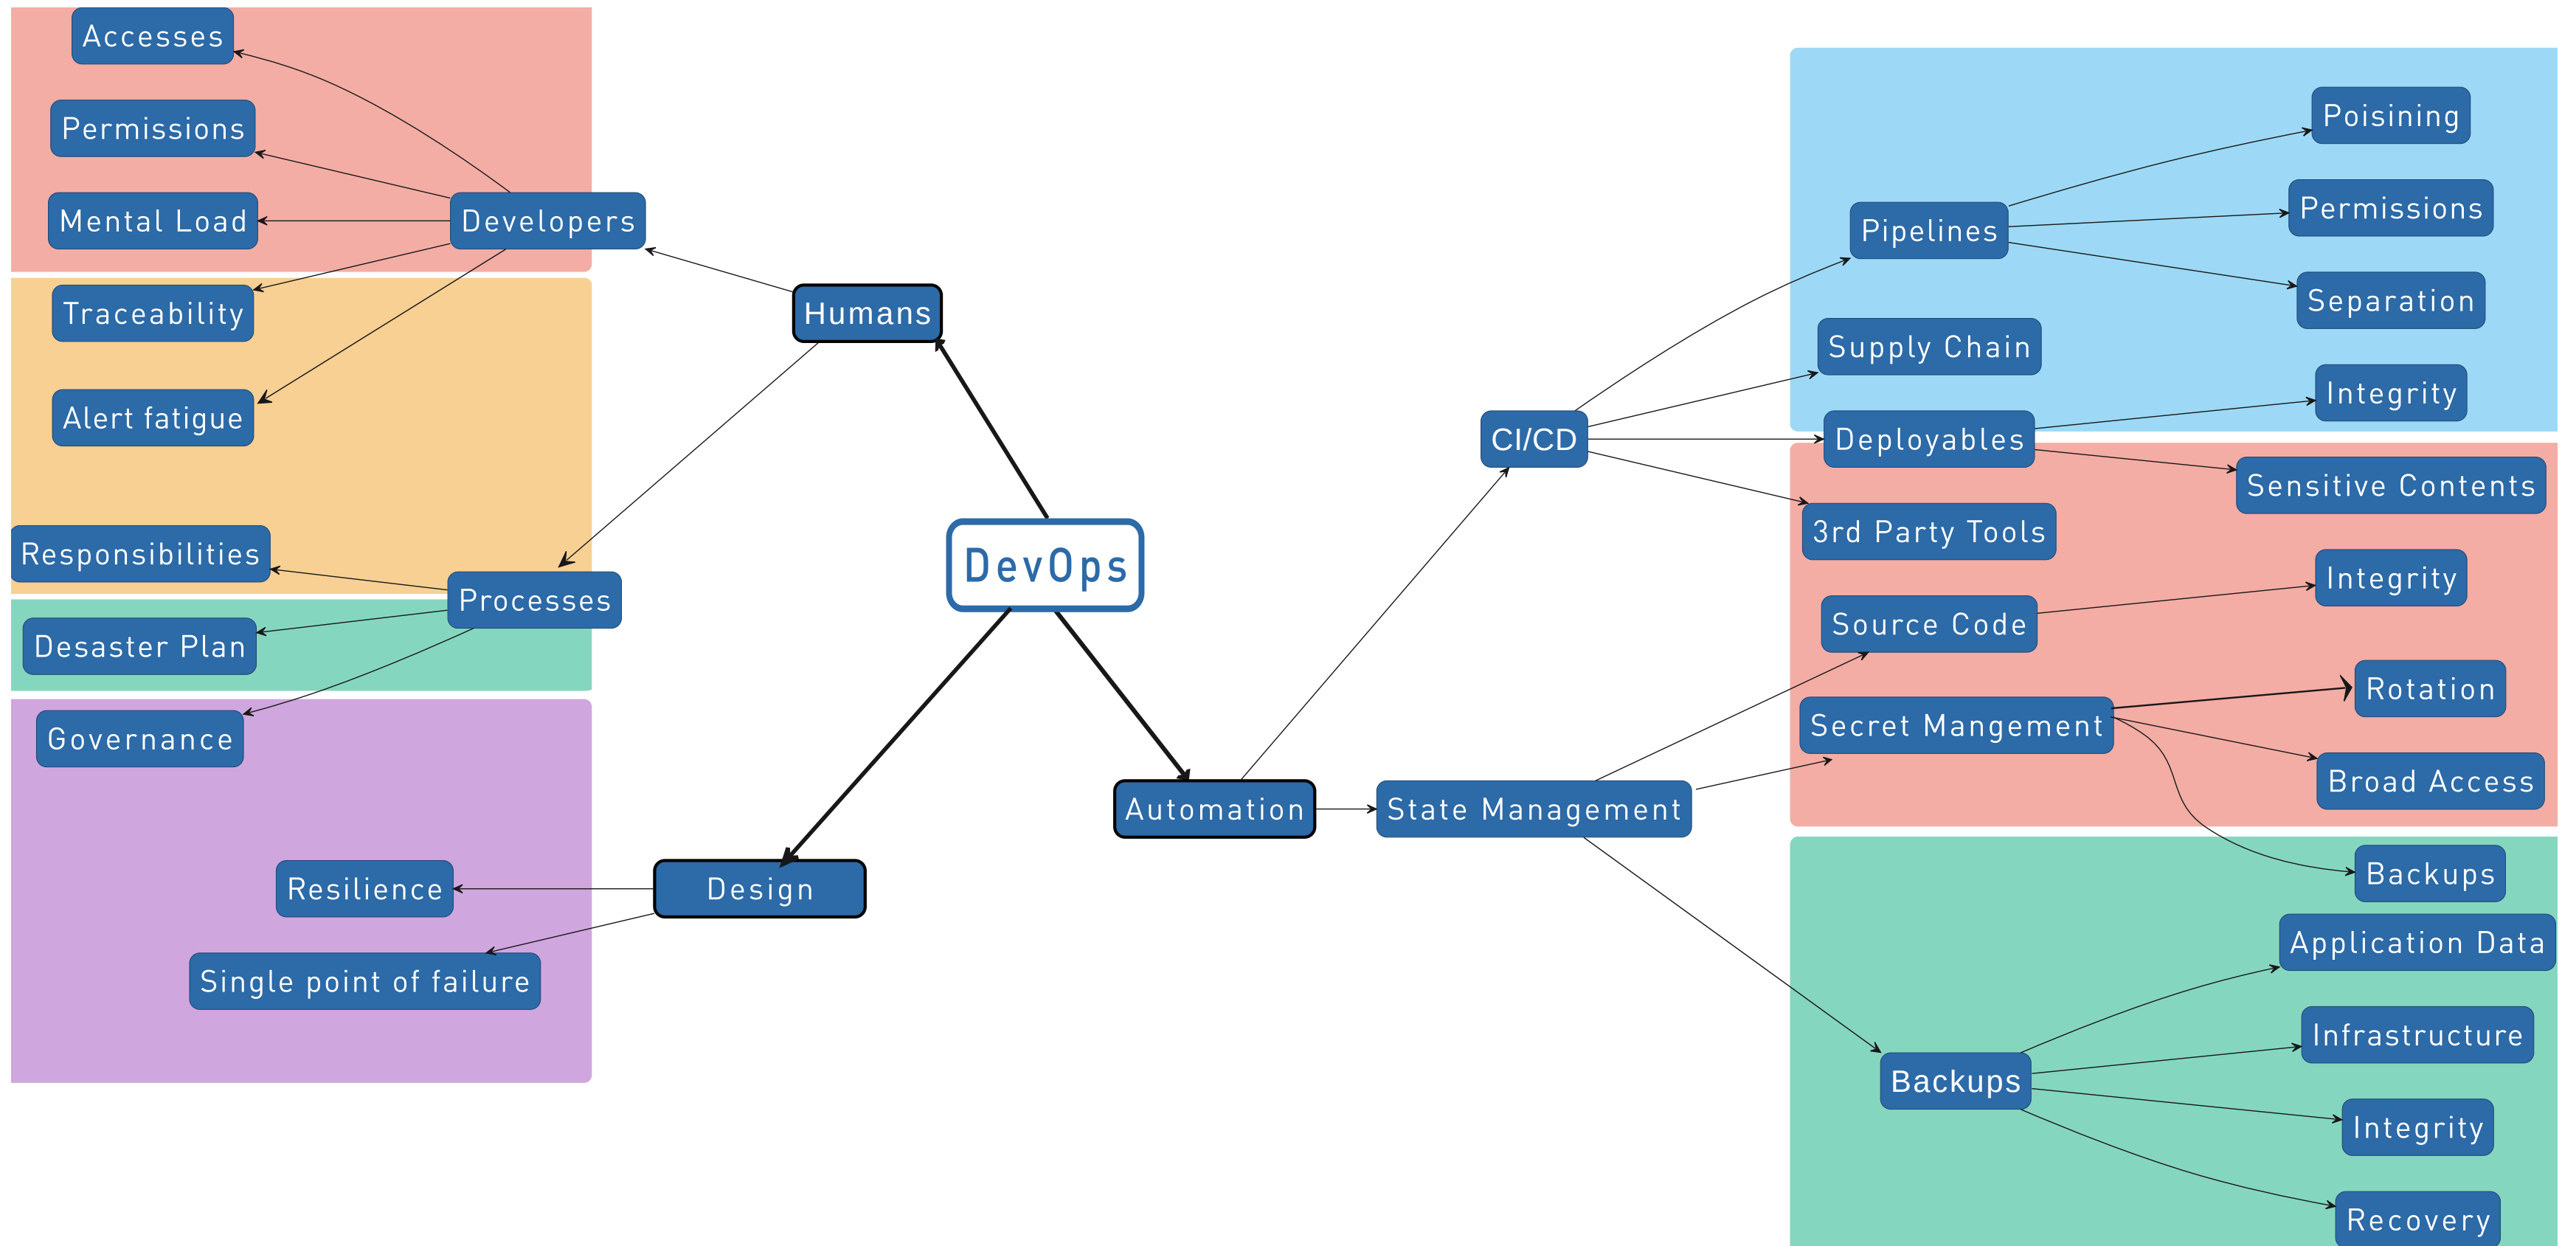 Accesses
Permissions
Mental Load
Developers
Traceability
Alert fatigue
Humans
Responsibilities
Processes
Desaster Plan
Governance
DevOps
Resilience
Design
Single point of failure
Automation
State Management
CI/CD
Pipelines
Poisining
Permissions
Separation
Supply Chain
Deployables
Integrity
Sensitive Contents
3rd Party Tools
Source Code
Integrity
Secret Mangement
Rotation
Broad Access
Backups
Backups
Application Data
Infrastructure
Integrity
Recovery